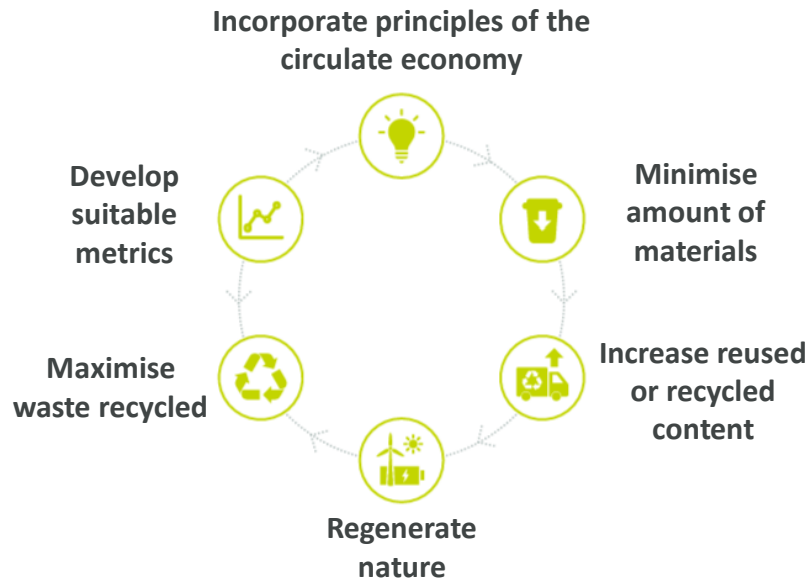 Incorporate principles of the
circulate economy
Minimise
amount of
materials
Increase reused
or recycled
content
Regenerate
nature
Maximise
waste recycled
Develop
suitable
metrics